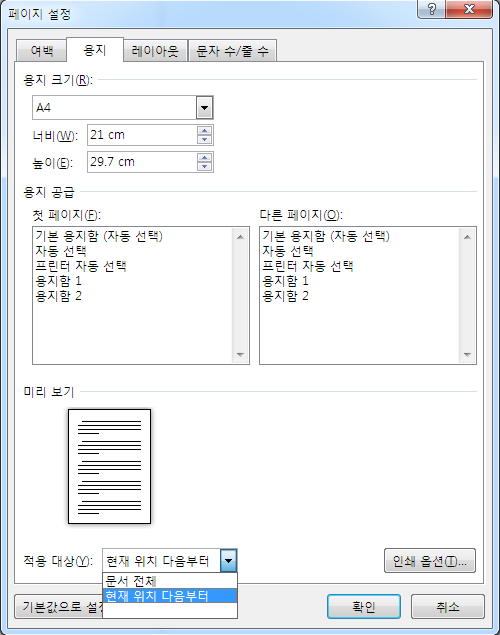 페이지 설정
여백 용지 레이아웃 문자 수/줄 수
용지 크기(R):
A4
너비(W): 21 cm
높이(E): 29.7 cm
용지 공급
첫 페이지(F): 다른 페이지(O):
기본 용지함 (자동 선택) 기본 용지함 (자동 선택)
자동 선택 자동 선택
프린터 자동 선택 프린터 자동 선택
용지함 1 용지함 1
용지함 2 용지함 2
미리 보기
적용 대상(Y): 현재 위치 다음부터 인쇄 옵션(T)...
문서 전체
현재 위치 다음부터
기본값으로 설정 확인 취소